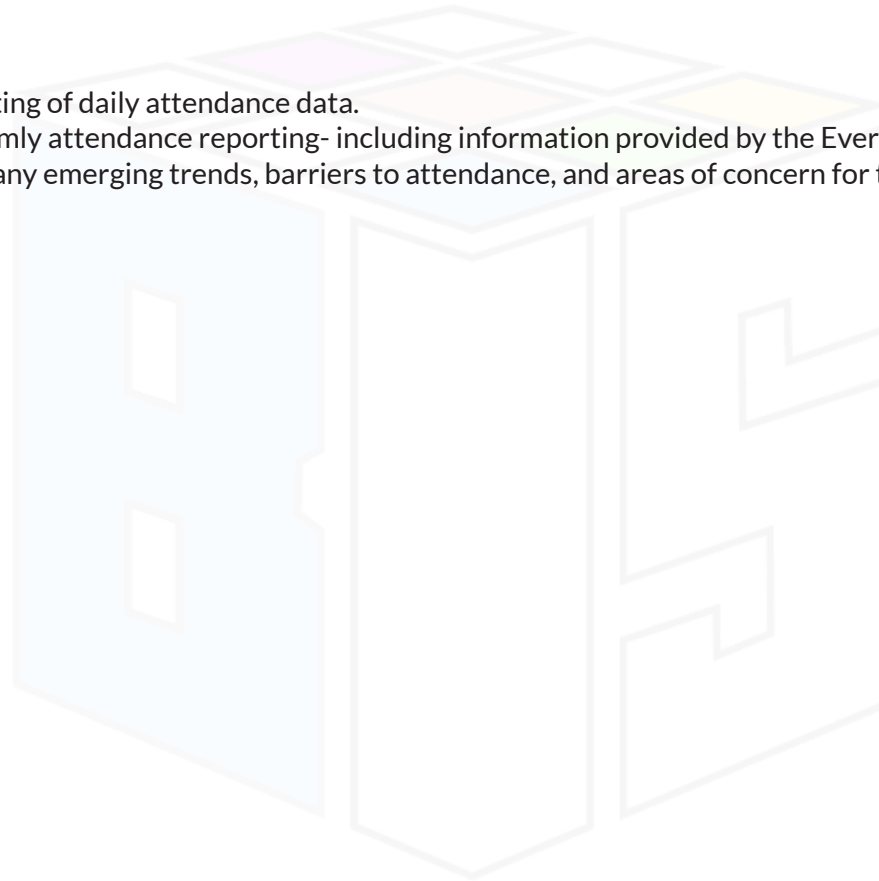 ting of daily attendance data.
mly attendance reporting- including information provided by the Ever
any emerging trends, barriers to attendance, and areas of concern for t
BIS